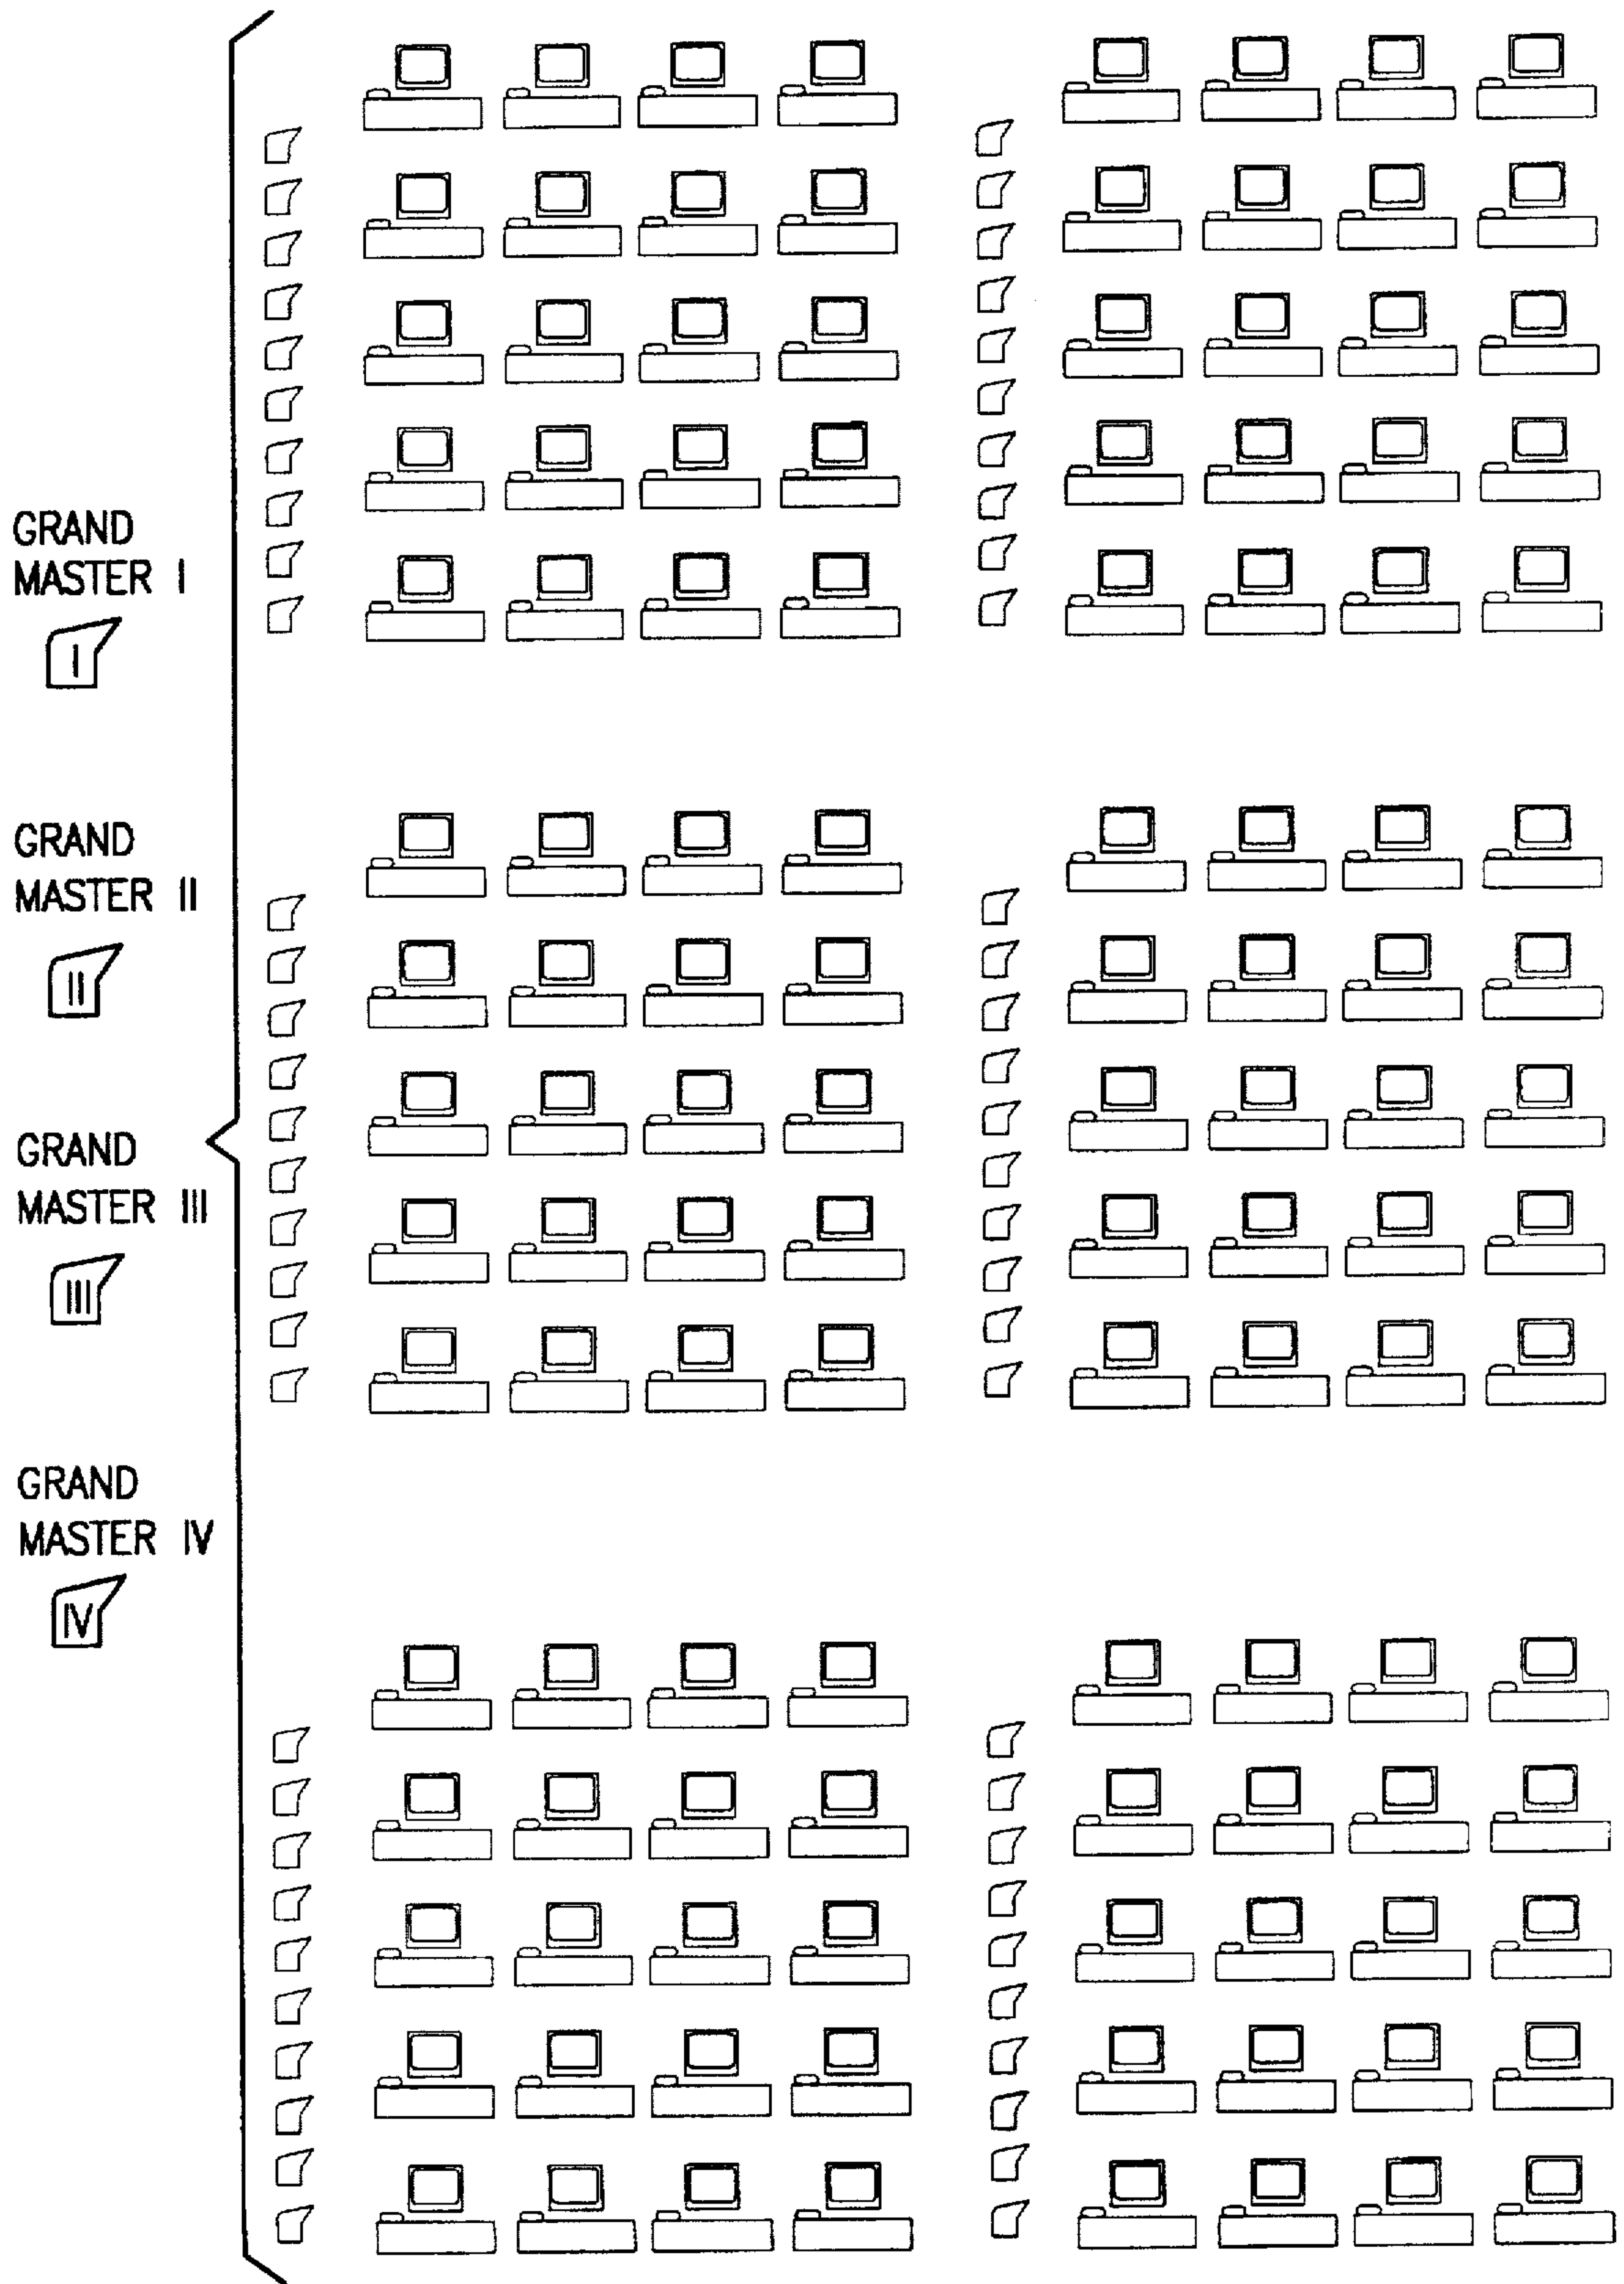 GRAND
MASTER I
I
GRAND
MASTER II
II
GRAND
MASTER III
III
GRAND
MASTER IV
IV